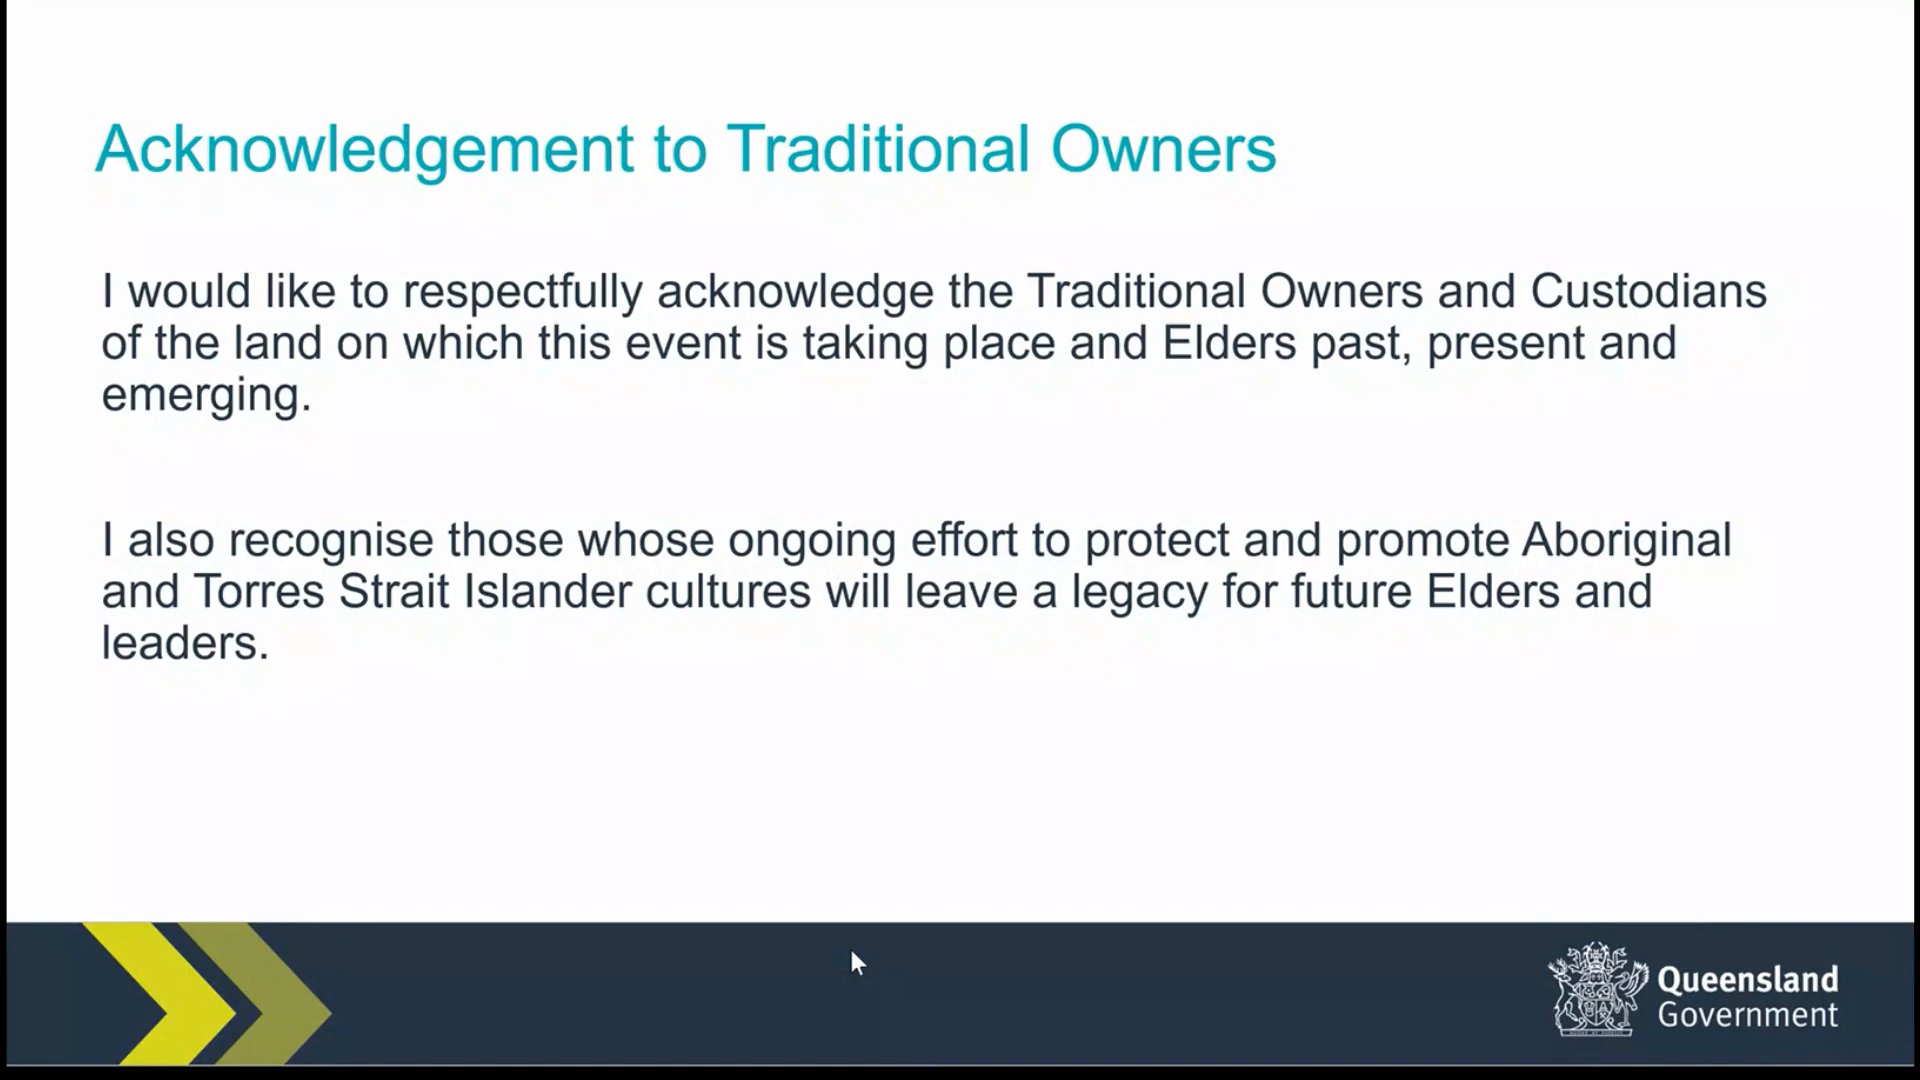 Acknowledgement to Traditional Owners
I would like to respectfully acknowledge the Traditional Owners and Custodians
of the land on which this event is taking place and Elders past, present and
emerging.
I also recognise those whose ongoing effort to protect and promote Aboriginal
and Torres Strait Islander cultures will leave a legacy for future Elders and
leaders.
Queensland
Government